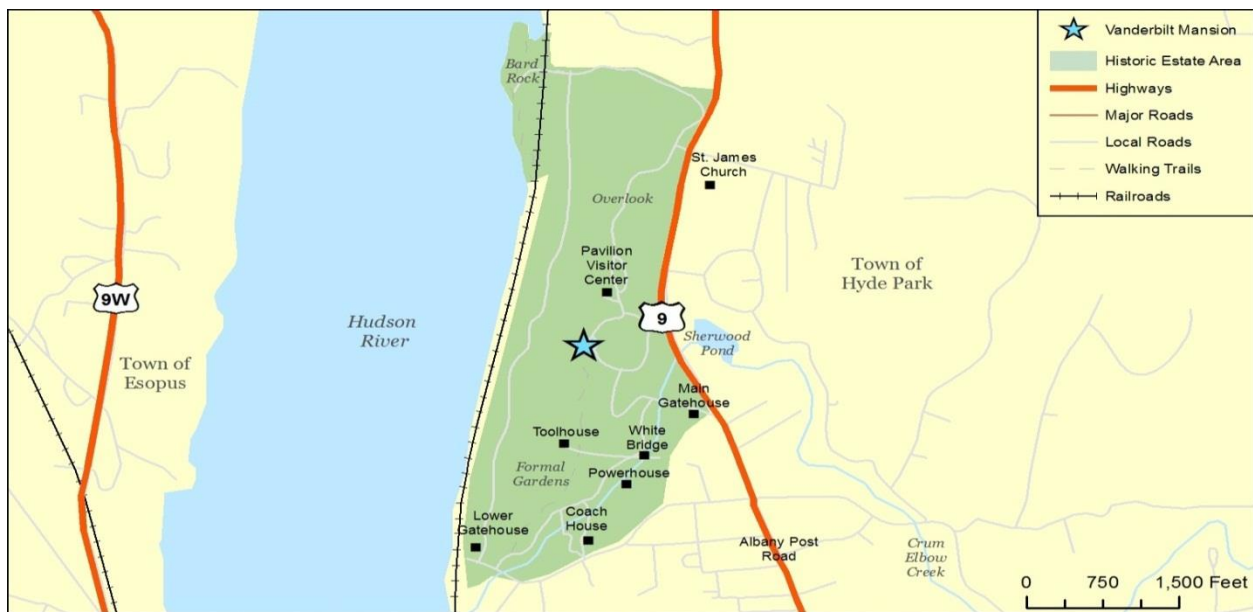 Vanderbilt Mansion
Historic Estate Area
Highways
Major Roads
Local Roads
Walking Trails
Railroads
Bard
Rock
St. James
Church
Overlook
Pavilion
Visitor
Center
Town of
Hyde Park
9W
9
Hudson
River
Sherwood
Pond
Town of
Esopus
Main
Gatehouse
Toolhouse
White
Bridge
Formal
Gardens
Powerhouse
Lower
Gatehouse
Coach
House
Albany Post
Road
Crum
Elbow
Creek
0 750 1,500 Feet